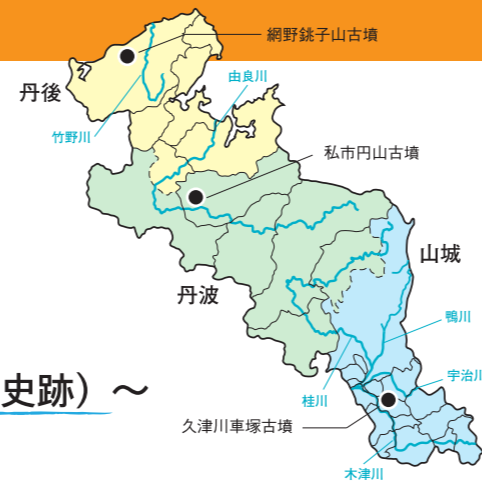 網野銚子山古墳
丹後
由良川
竹野川
私市円山古墳
山城
丹波
鴨川
史跡）～
宇治川
桂川
久津川車塚古墳
木津川